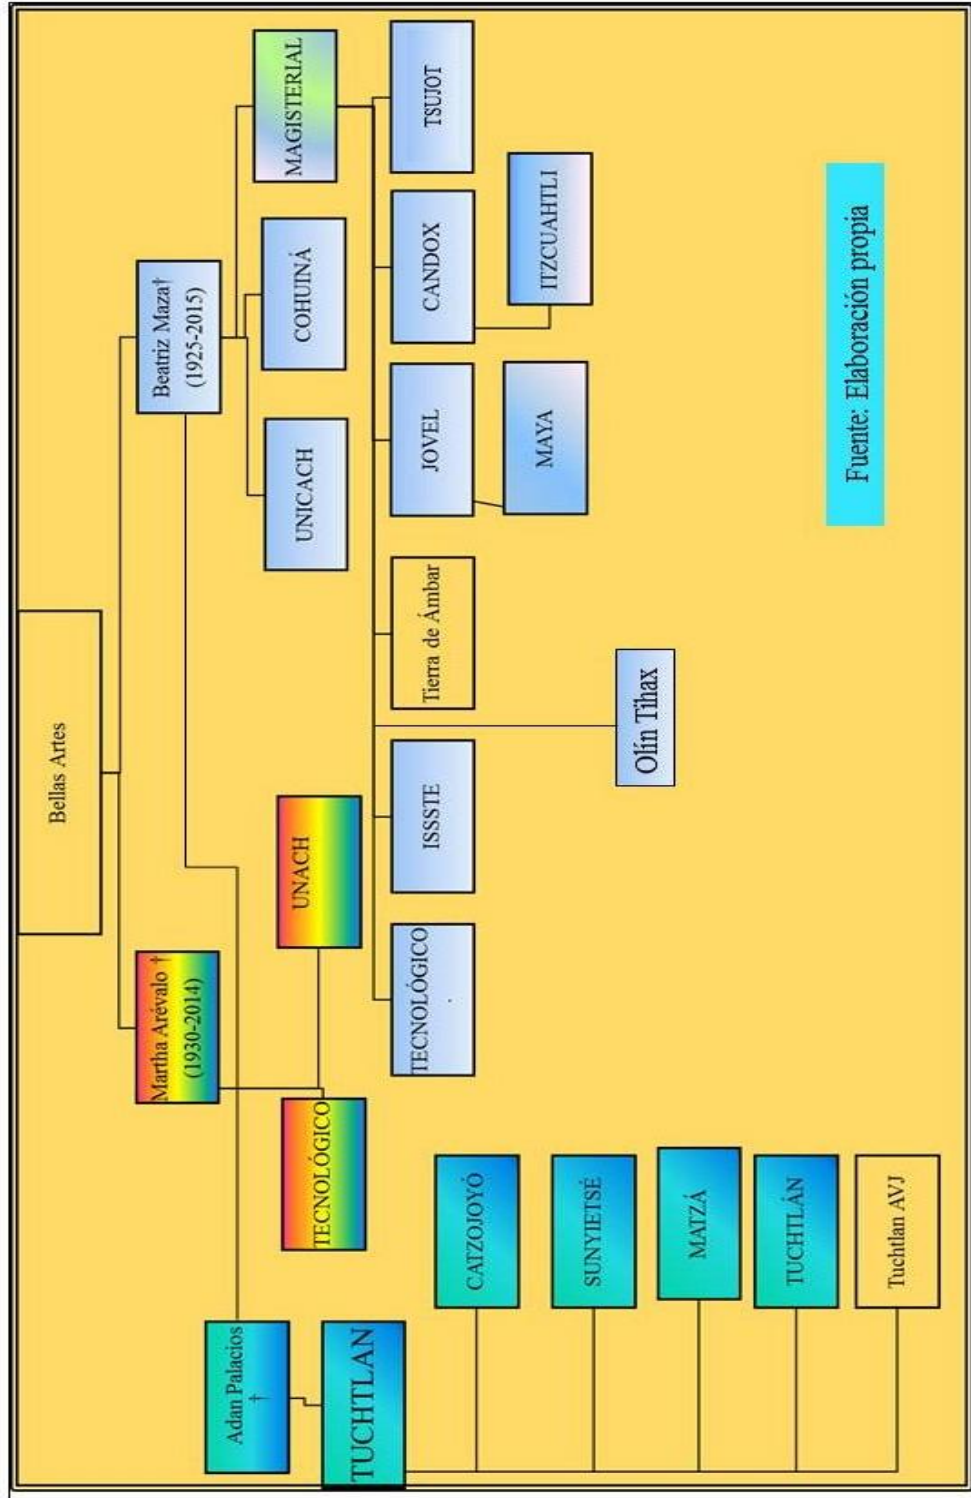 Bellas Artes
Martha Arévalo †
(1930-2014)
Beatriz Maza†
(1925-2015)
Adan Palacios
†
TECNOLÓGICO
UNACH
UNICACH
COHUINÁ
MAGISTERIAL
TUCHTLAN
TECNOLÓGICO
ISSSTE
Tierra de Ámbar
JOVEL
CANDOX
TSUJOT
CATZOJOYÓ
MAYA
ITZCUAHTLI
SUNYIETSÉ
Olín Tihax
MATZÁ
TUCHTLÁN
Tuchtlan AVJ
Fuente: Elaboración propia